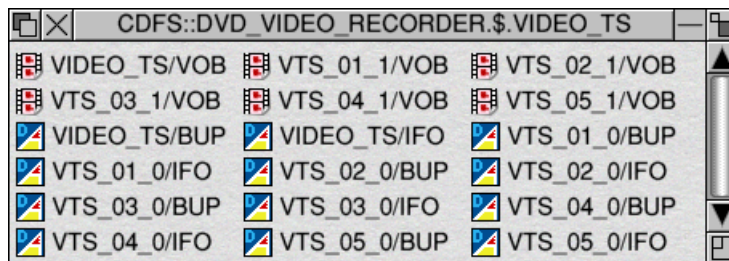 CDFS::DVD_VIDEO_RECORDER.$.VIDEO_TS
VIDEO_TS/VOB VTS_01_1/VOB VTS_02_1/VOB
VTS_03_1/VOB VTS_04_1/VOB VTS_05_1/VOB
VIDEO_TS/BUP VIDEO_TS/IFO VTS_01_0/BUP
VTS_01_0/IFO VTS_02_0/BUP VTS_02_0/IFO
VTS_03_0/BUP VTS_03_0/IFO VTS_04_0/BUP
VTS_04_0/IFO VTS_05_0/BUP VTS_05_0/IFO